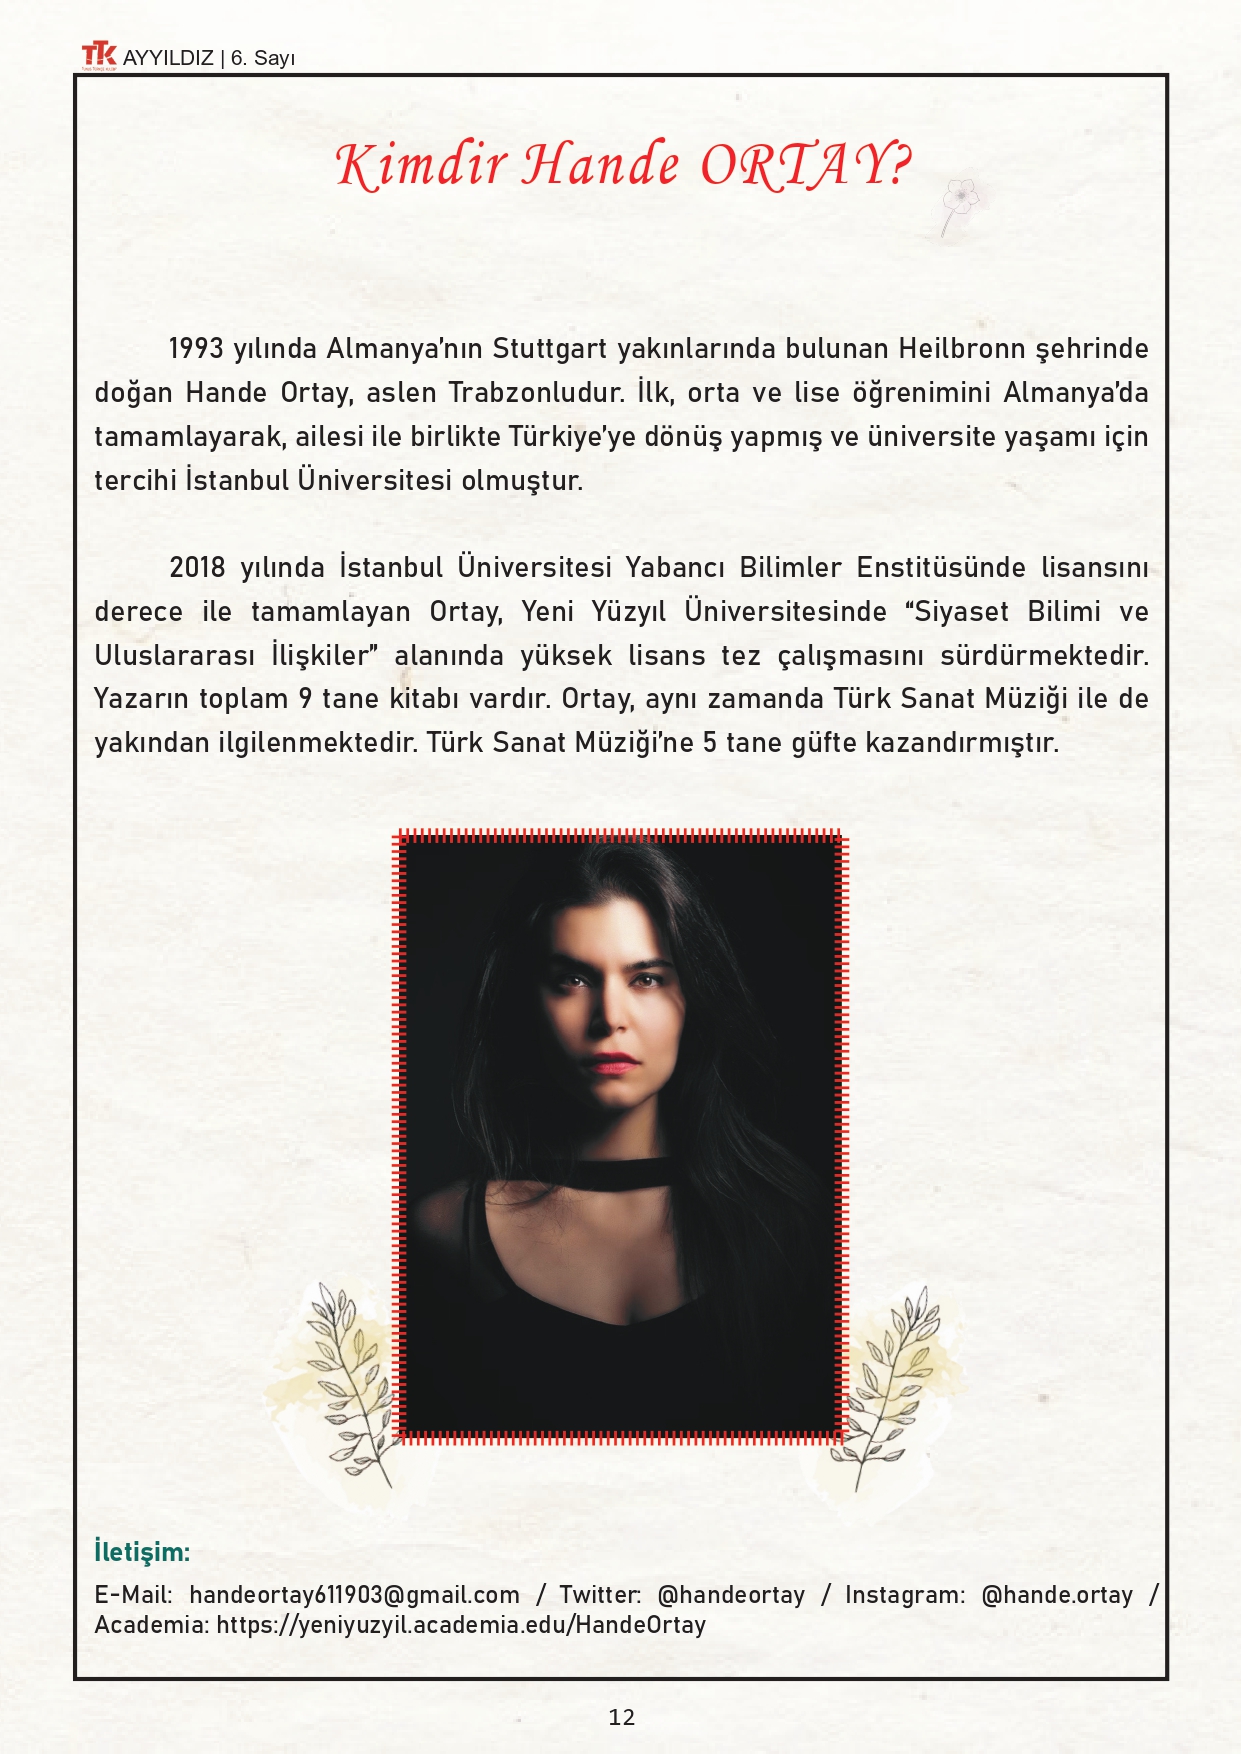 TTK AYYILDIZ | 6. Sayı
Kimdir Hande ORTAY?
1993 yılında Almanya’nın Stuttgart yakınlarında bulunan Heilbronn şehrinde
doğan Hande Ortay, aslen Trabzonludur. İlk, orta ve lise öğrenimini Almanya’da
tamamlayarak, ailesi ile birlikte Türkiye’ye dönüş yapmış ve üniversite yaşamı için
tercihi İstanbul Üniversitesi olmuştur.
2018 yılında İstanbul Üniversitesi Yabancı Bilimler Enstitüsünde lisansını
derece ile tamamlayan Ortay, Yeni Yüzyıl Üniversitesinde “Siyaset Bilimi ve
Uluslararası İlişkiler” alanında yüksek lisans tez çalışmasını sürdürmektedir.
Yazarın toplam 9 tane kitabı vardır. Ortay, aynı zamanda Türk Sanat Müziği ile de
yakından ilgilenmektedir. Türk Sanat Müziği’ne 5 tane güfte kazandırmıştır.
İletişim:
E-Mail: handeortay611903@gmail.com / Twitter: @handeortay / Instagram: @hande.ortay /
Academia: https://yeniyuzyil.academia.edu/HandeOrtay
12